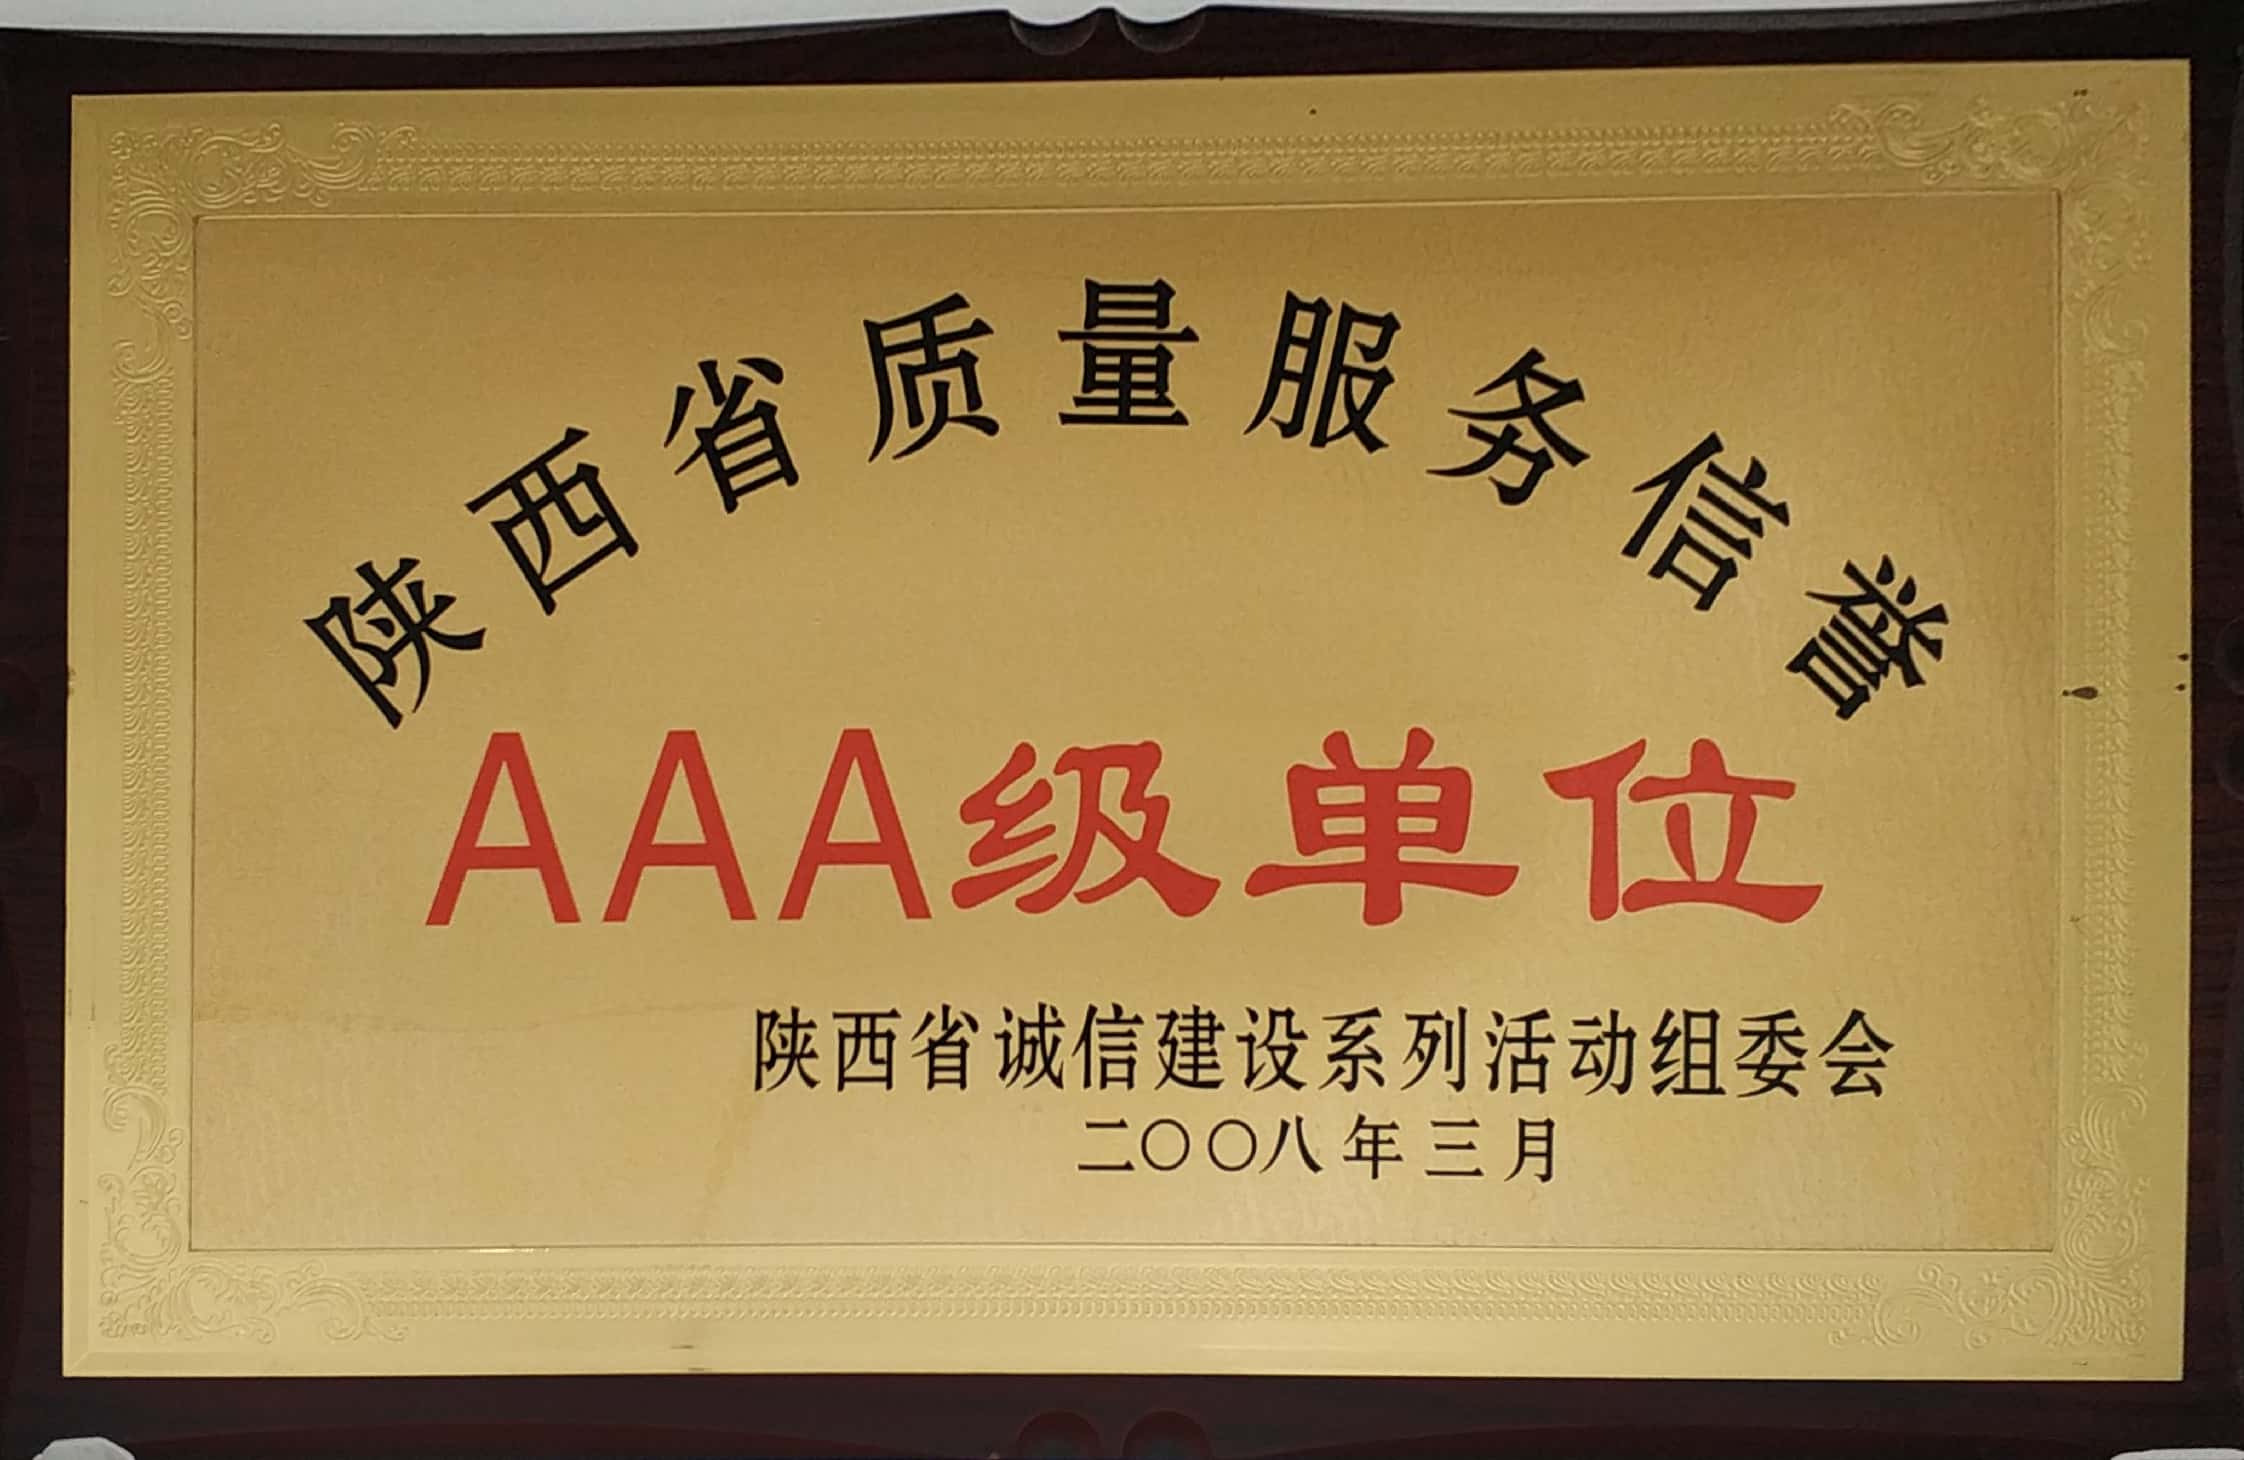 陕西省质量服务信誉
AAA级单位
陕西省诚信建设系列活动组委会
二〇〇八年三月